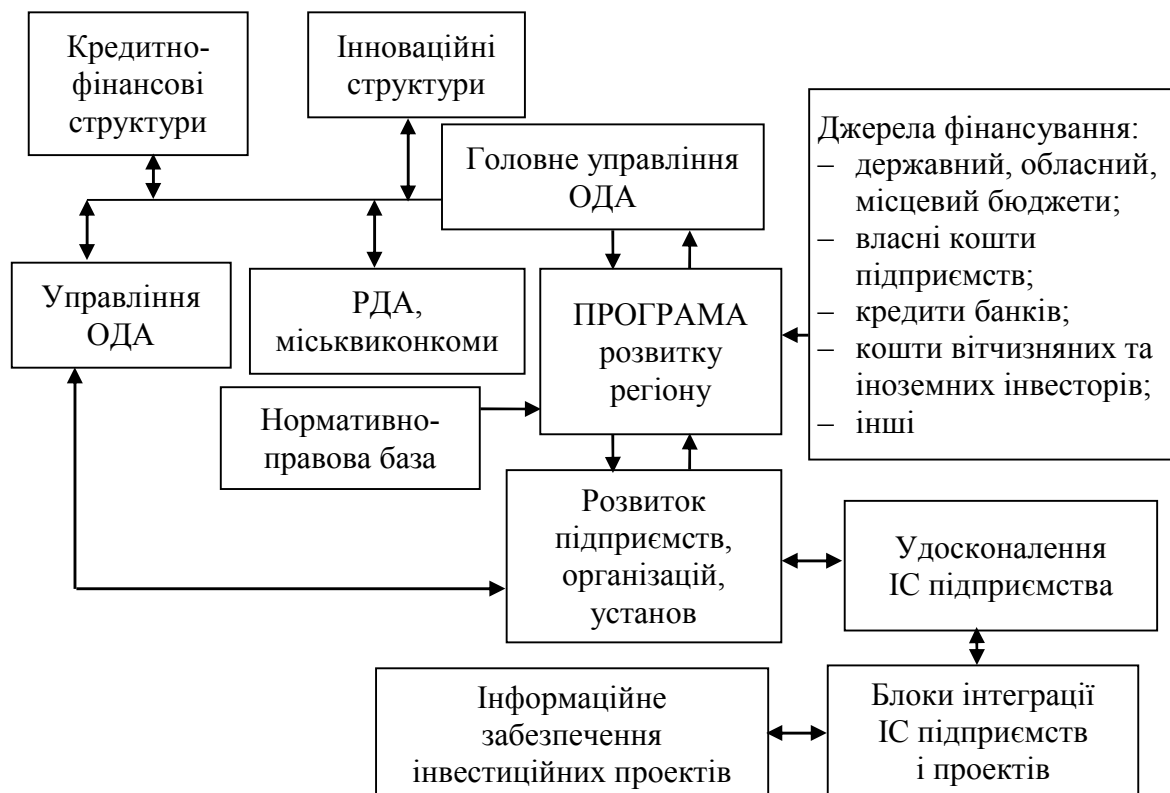 Кредитно-
фінансові
структури
Інноваційні
структури
Головне управління
ОДА
Джерела фінансування:
– державний, обласний,
місцевий бюджети;
– власні кошти
підприємств;
– кредити банків;
– кошти вітчизняних та
іноземних інвесторів;
– інші
Управління
ОДА
РДА,
міськвиконкоми
ПРОГРАМА
розвитку
регіону
Нормативно-
правова база
Розвиток
підприємств,
організацій,
установ
Удосконалення
ІС підприємства
Інформаційне
забезпечення
інвестиційних проектів
Блоки інтеграції
ІС підприємств
і проектів